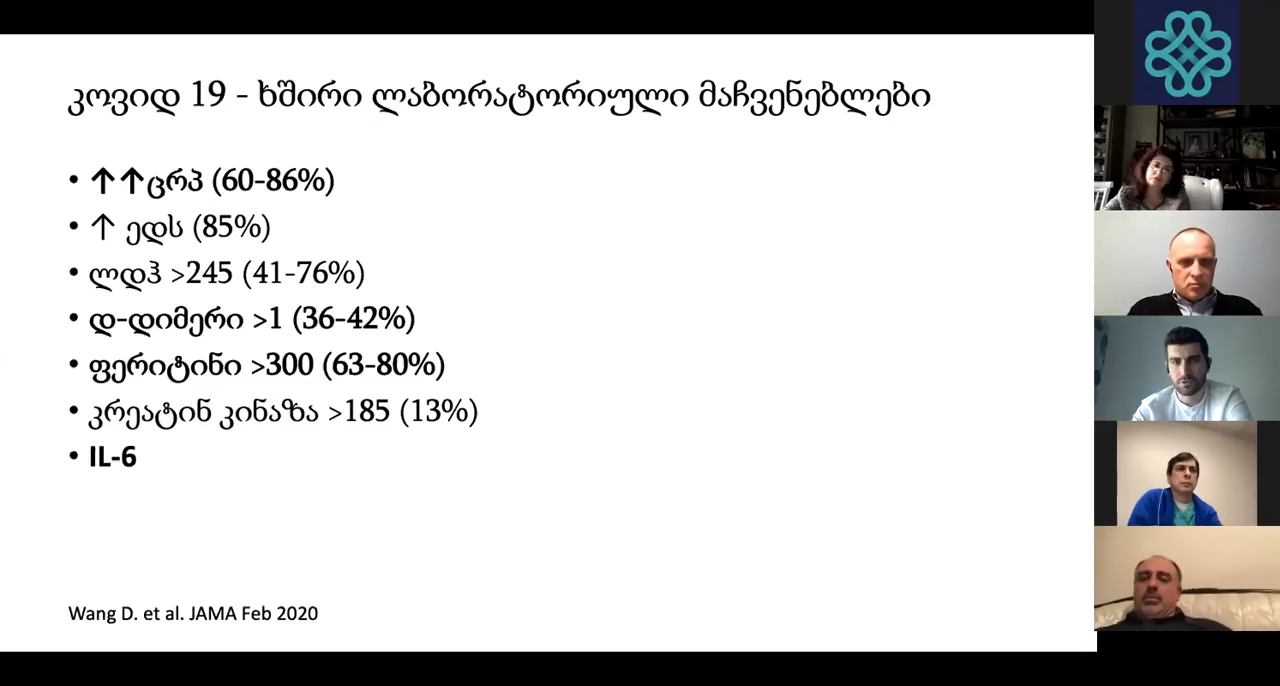 კოვიდ 19 - ხშირი ლაბორატორიული მაჩვენებლები
• ↑↑ცრპ (60-86%)
• ↑ ედს (85%)
• ლდჰ >245 (41-76%)
• დ-დიმერი >1 (36-42%)
• ფერიტინი >300 (63-80%)
• კრეატინ კინაზა >185 (13%)
• IL-6
Wang D. et al. JAMA Feb 2020